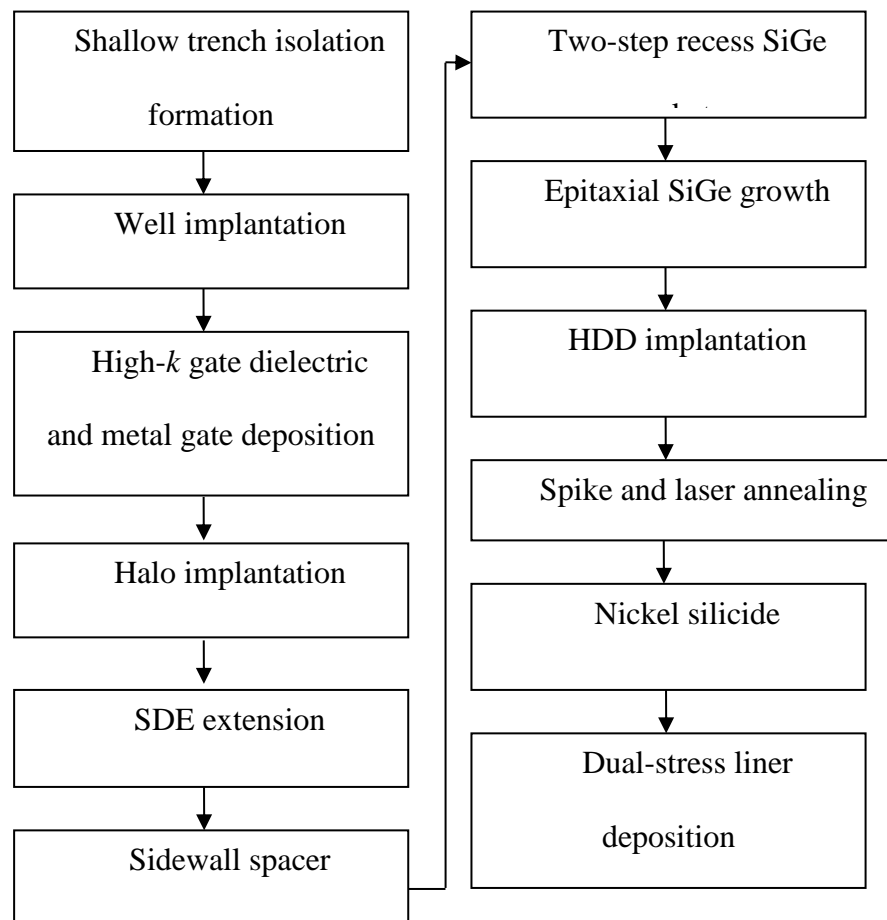 Shallow trench isolation
formation
Well implantation
High-k gate dielectric
and metal gate deposition
Halo implantation
SDE extension
Sidewall spacer
Two-step recess SiGe
Epitaxial SiGe growth
HDD implantation
Spike and laser annealing
Nickel silicide
Dual-stress liner
deposition